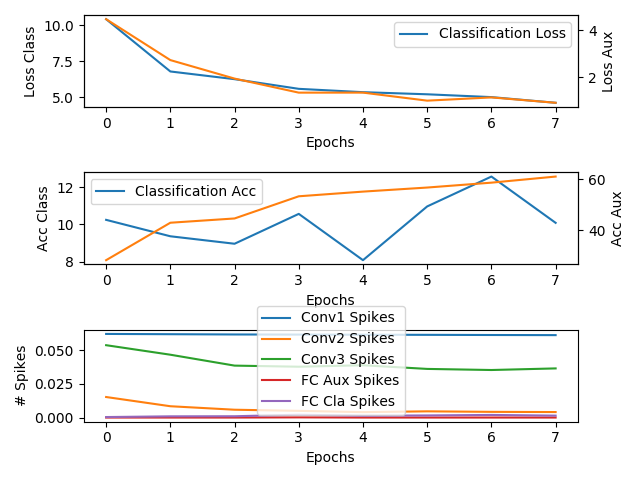 10.0
7.5
5.0
Loss Class
Classification Loss
4
2
Loss Aux
0 1 2 3 4 5 6 7
Epochs
12
10
8
Acc Class
Classification Acc
60
40
Acc Aux
0 1 2 3 4 5 6 7
Epochs
0.050
0.025
0.000
# Spikes
Conv1 Spikes
Conv2 Spikes
Conv3 Spikes
FC Aux Spikes
FC Cla Spikes
0 1 2 3 4 5 6 7
Epochs